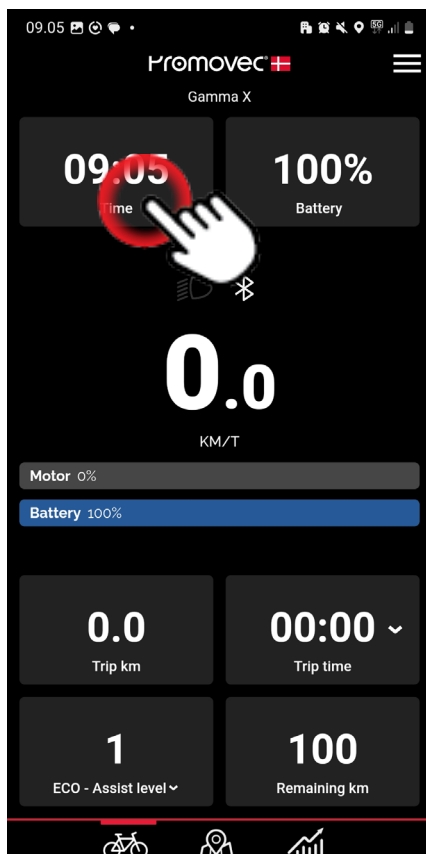 09.05
5G
Promovec
Gamma X
09:05
Time
100%
Battery
0.0
KM/T
Motor 0%
Battery 100%
0.0
Trip km
00:00
Trip time
1
ECO - Assist level
100
Remaining km